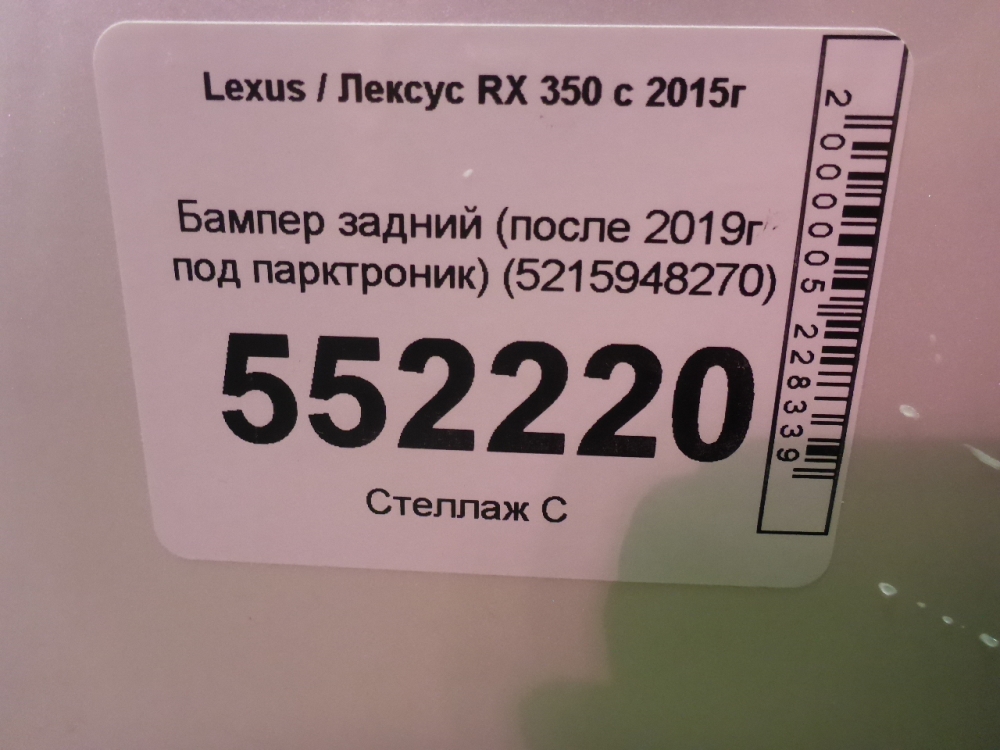 Lexus / Лексус RX 350 с 2015г
Бампер задний (после 2019г
под парктроник) (5215948270)
552220
Стеллаж С
2000005228339